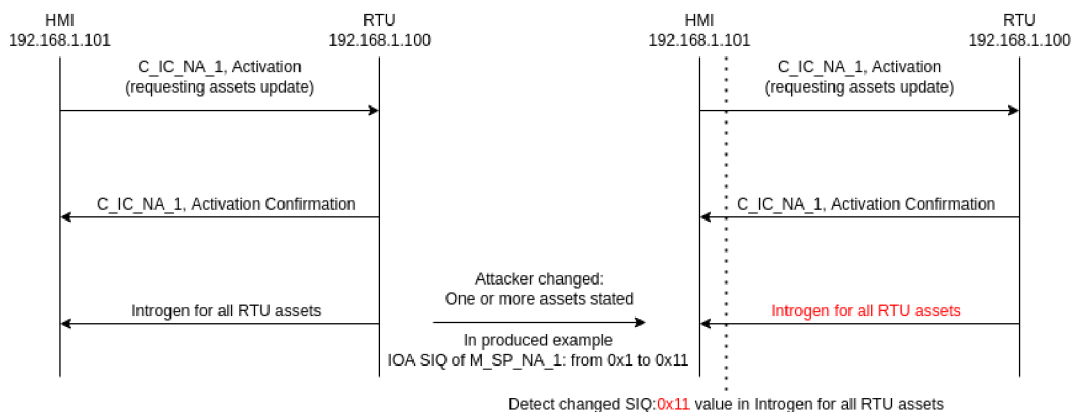 HMI
192.168.1.101
RTU
192.168.1.100
C_IC_NA_1, Activation
(requesting assets update)
C_IC_NA_1, Activation Confirmation
Introgen for all RTU assets
Attacker changed:
One or more assets stated
In produced example
IOA SIQ of M_SP_NA_1: from 0x1 to 0x11
HMI
192.168.1.101
RTU
192.168.1.100
C_IC_NA_1, Activation
(requesting assets update)
C_IC_NA_1, Activation Confirmation
Introgen for all RTU assets
Detect changed SIQ:0x11 value in Introgen for all RTU assets